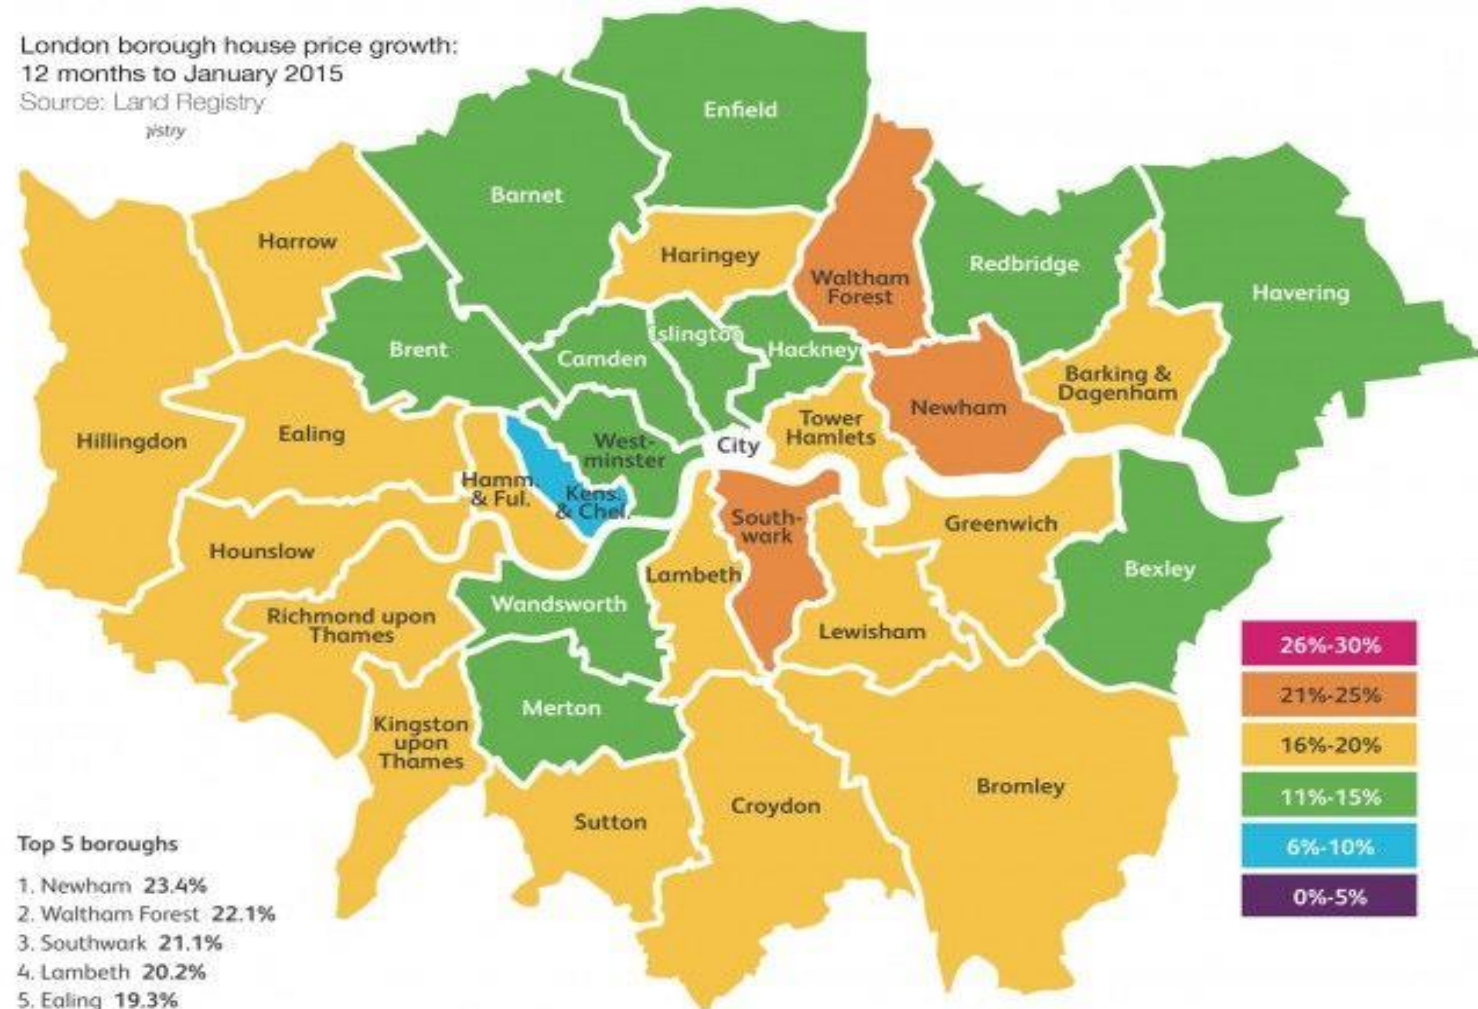 London borough house price growth:
12 months to January 2015
Source: Land Registry
gistry
Enfield
Barnet
Harrow
Haringey
Waltham
Forest
Redbridge
Havering
Brent
Camden
Islington
Hackney
Barking &
Dagenham
Hillingdon
Ealing
West-
minster
City
Tower
Hamlets
Newham
Hamm.
& Ful.
Kens.
& Chel.
Hounslow
South-
wark
Greenwich
Richmond upon
Thames
Wandsworth
Lambeth
Lewisham
Bexley
Merton
Kingston
upon
Thames
Sutton
Croydon
Bromley
26%-30%
21%-25%
16%-20%
11%-15%
6%-10%
0%-5%
Top 5 boroughs
1. Newham 23.4%
2. Waltham Forest 22.1%
3. Southwark 21.1%
4. Lambeth 20.2%
5. Ealing 19.3%